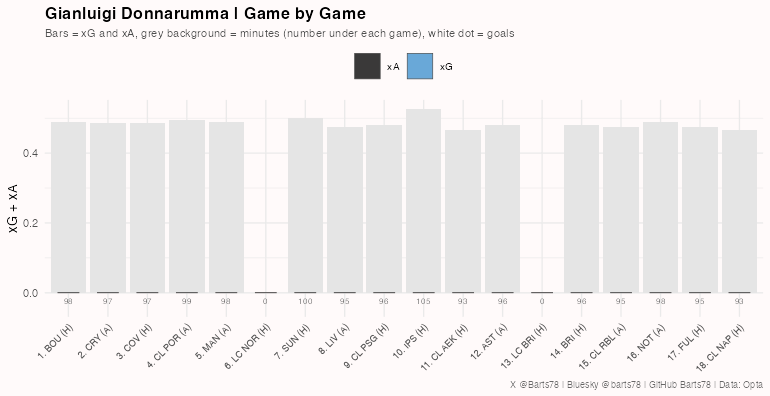 Gianluigi Donnarumma | Game by Game
Bars = xG and xA, grey background = minutes (number under each game), white dot = goals
xA xG
xG + xA
0.4
0.2
0.0
98 97 97 99 98 0 100 95 96 105 93 96 0 96 95 98 95 93
1. BOU (H)
2. CRY (A)
3. COV (H)
4. CL POR (A)
5. MAN (A)
6. LC NOR (H)
7. SUN (H)
8. LIV (A)
9. CL PSG (H)
10. IPS (H)
11. CL AEK (H)
12. AST (A)
13. LC BRI (H)
14. BRI (H)
15. CL RBL (A)
16. NOT (A)
17. FUL (H)
18. CL NAP (H)
X @Barts78 | Bluesky @barts78 | GitHub Barts78 | Data: Opta